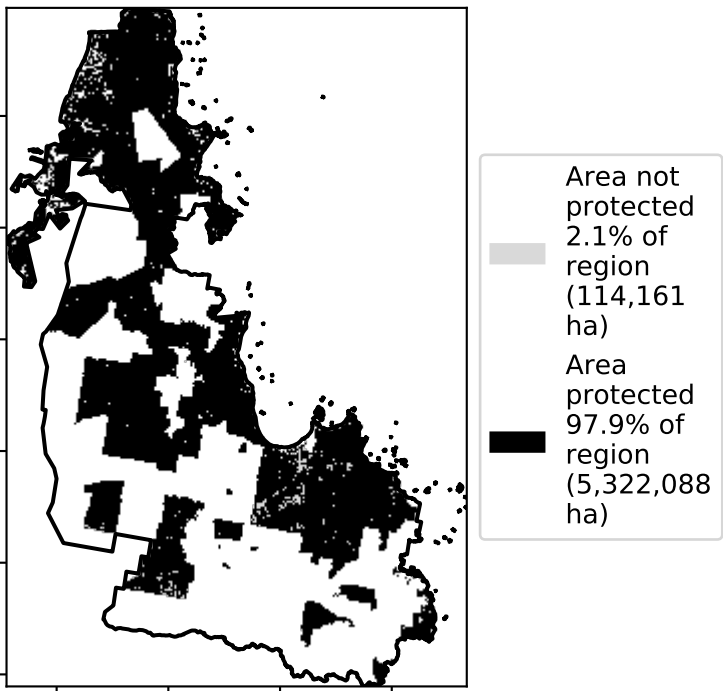 Area not
protected
2.1% of
region
(114,161
ha)
Area
protected
97.9% of
region
(5,322,088
ha)